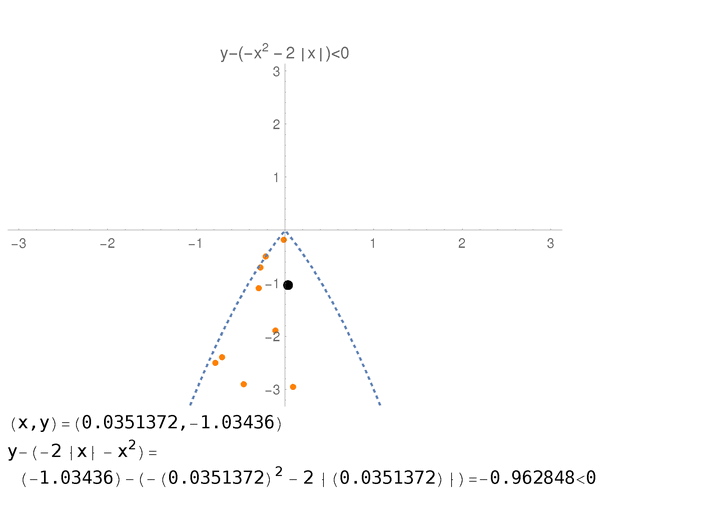 y−(−x² − 2 |x|)<0
3
2
1
−3 −2 −1 1 2 3
−1
−2
−3
(x,y)=(0.0351372,−1.03436)
y−(−2 |x| − x²)=
(−1.03436)−(−(0.0351372)² − 2 |(0.0351372)|)=−0.962848<0